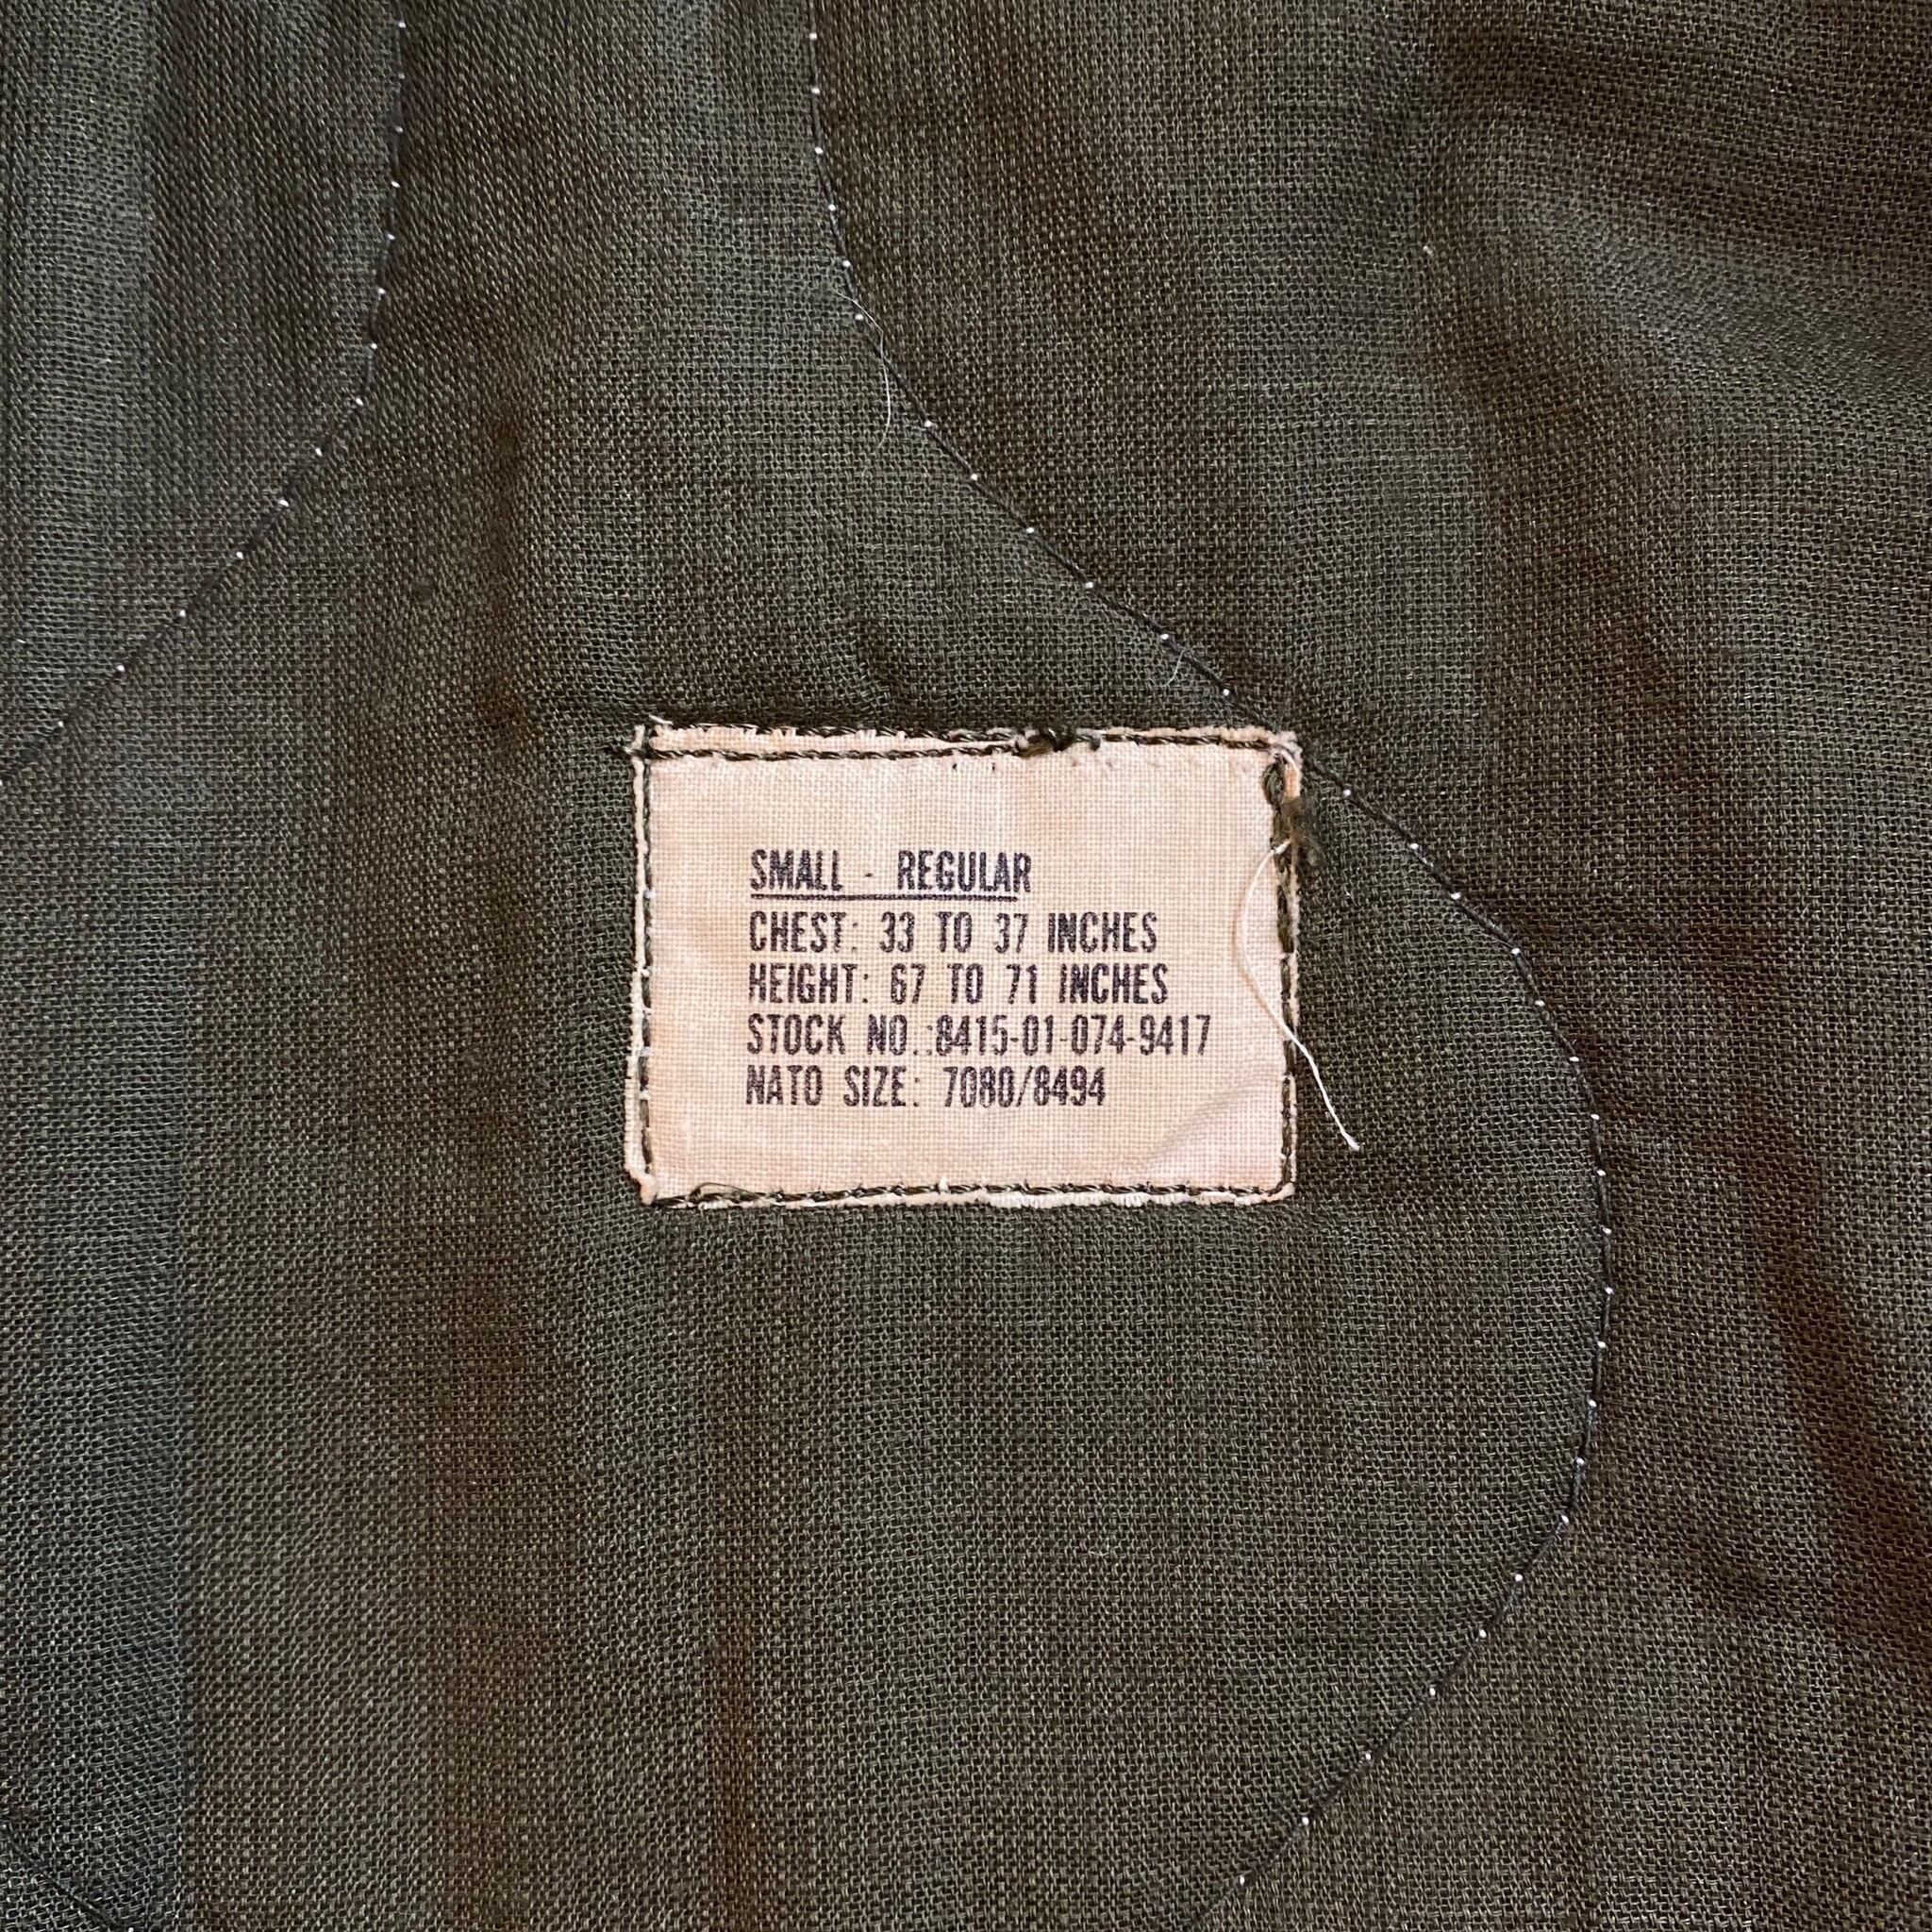 SMALL - REGULAR
CHEST: 33 TO 37 INCHES
HEIGHT: 67 TO 71 INCHES
STOCK NO.:8415-01-074-9417
NATO SIZE: 7080/8494